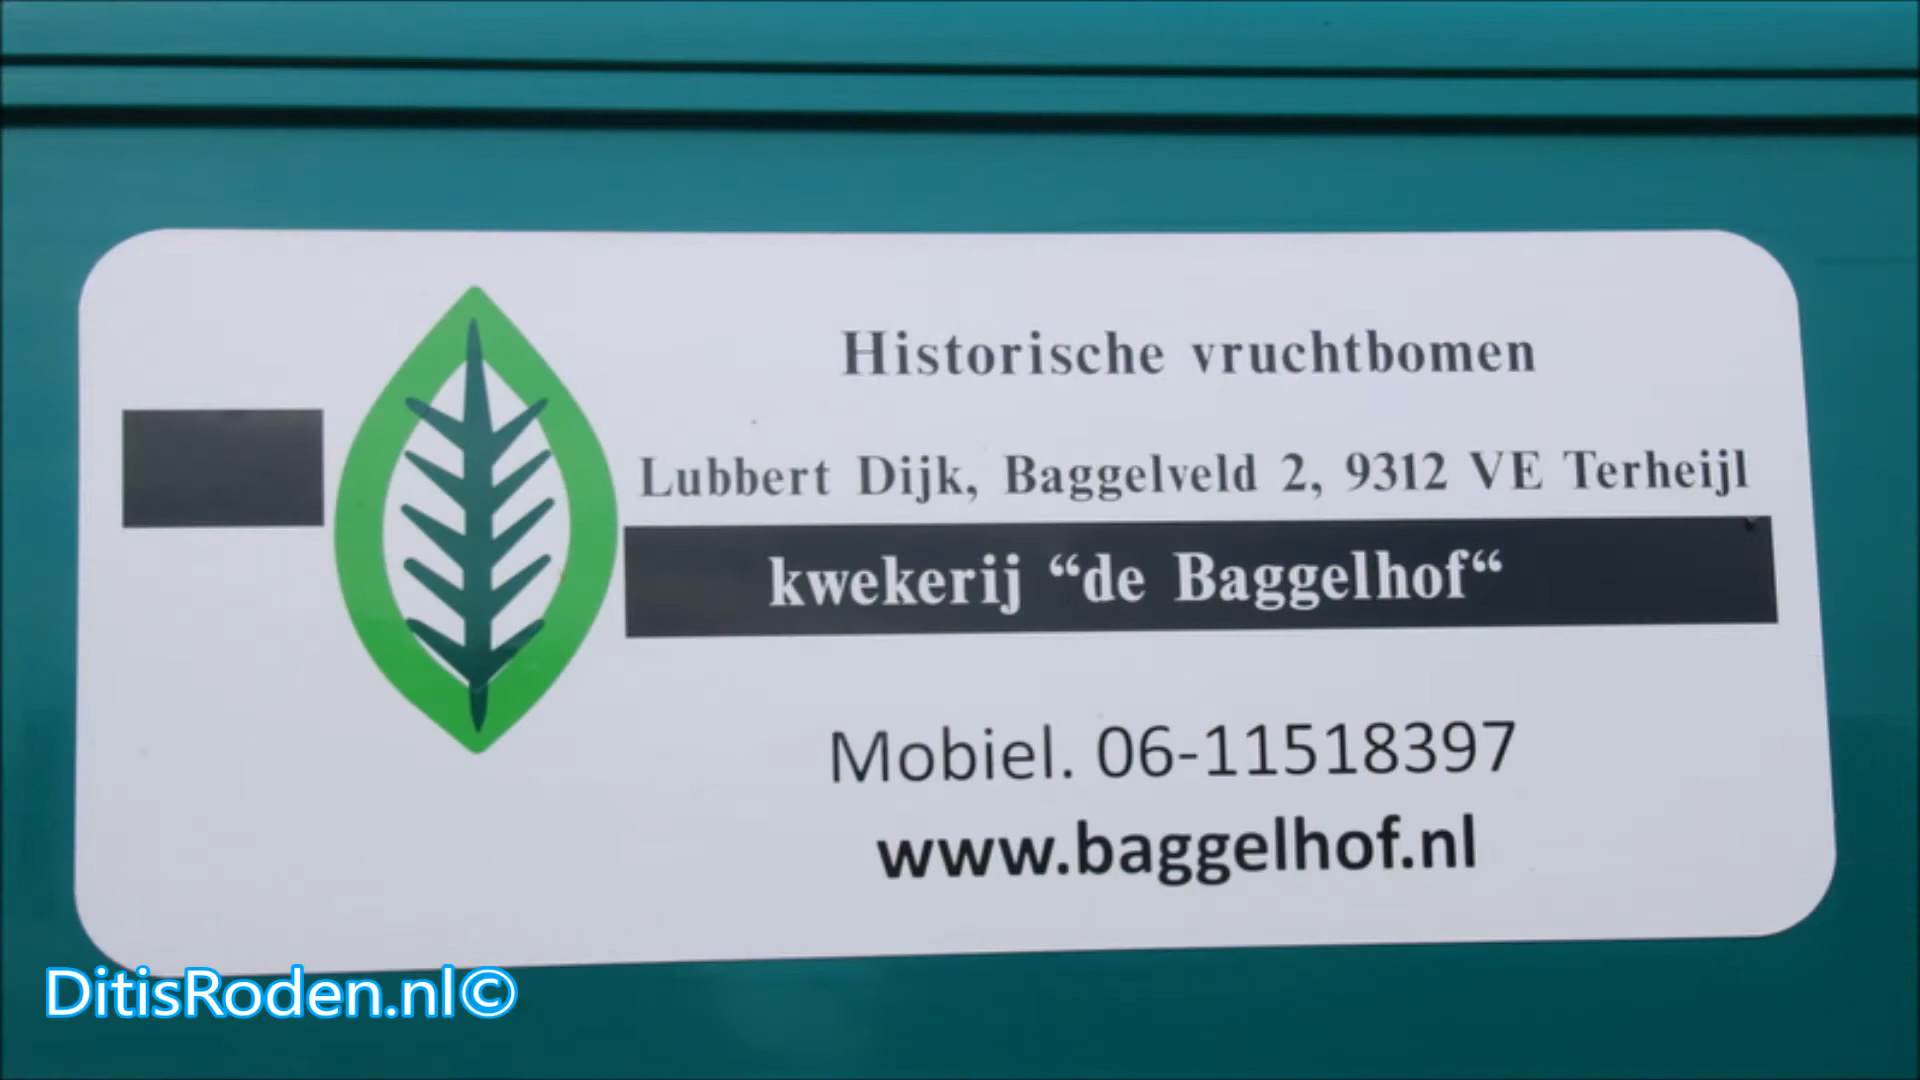 Historische vruchtbomen
Lubbert Dijk, Baggelveld 2, 9312 VE Terheijl
kwekerij “de Baggelhof“
Mobiel. 06-11518397
www.baggelhof.nl
DitisRoden.nl©